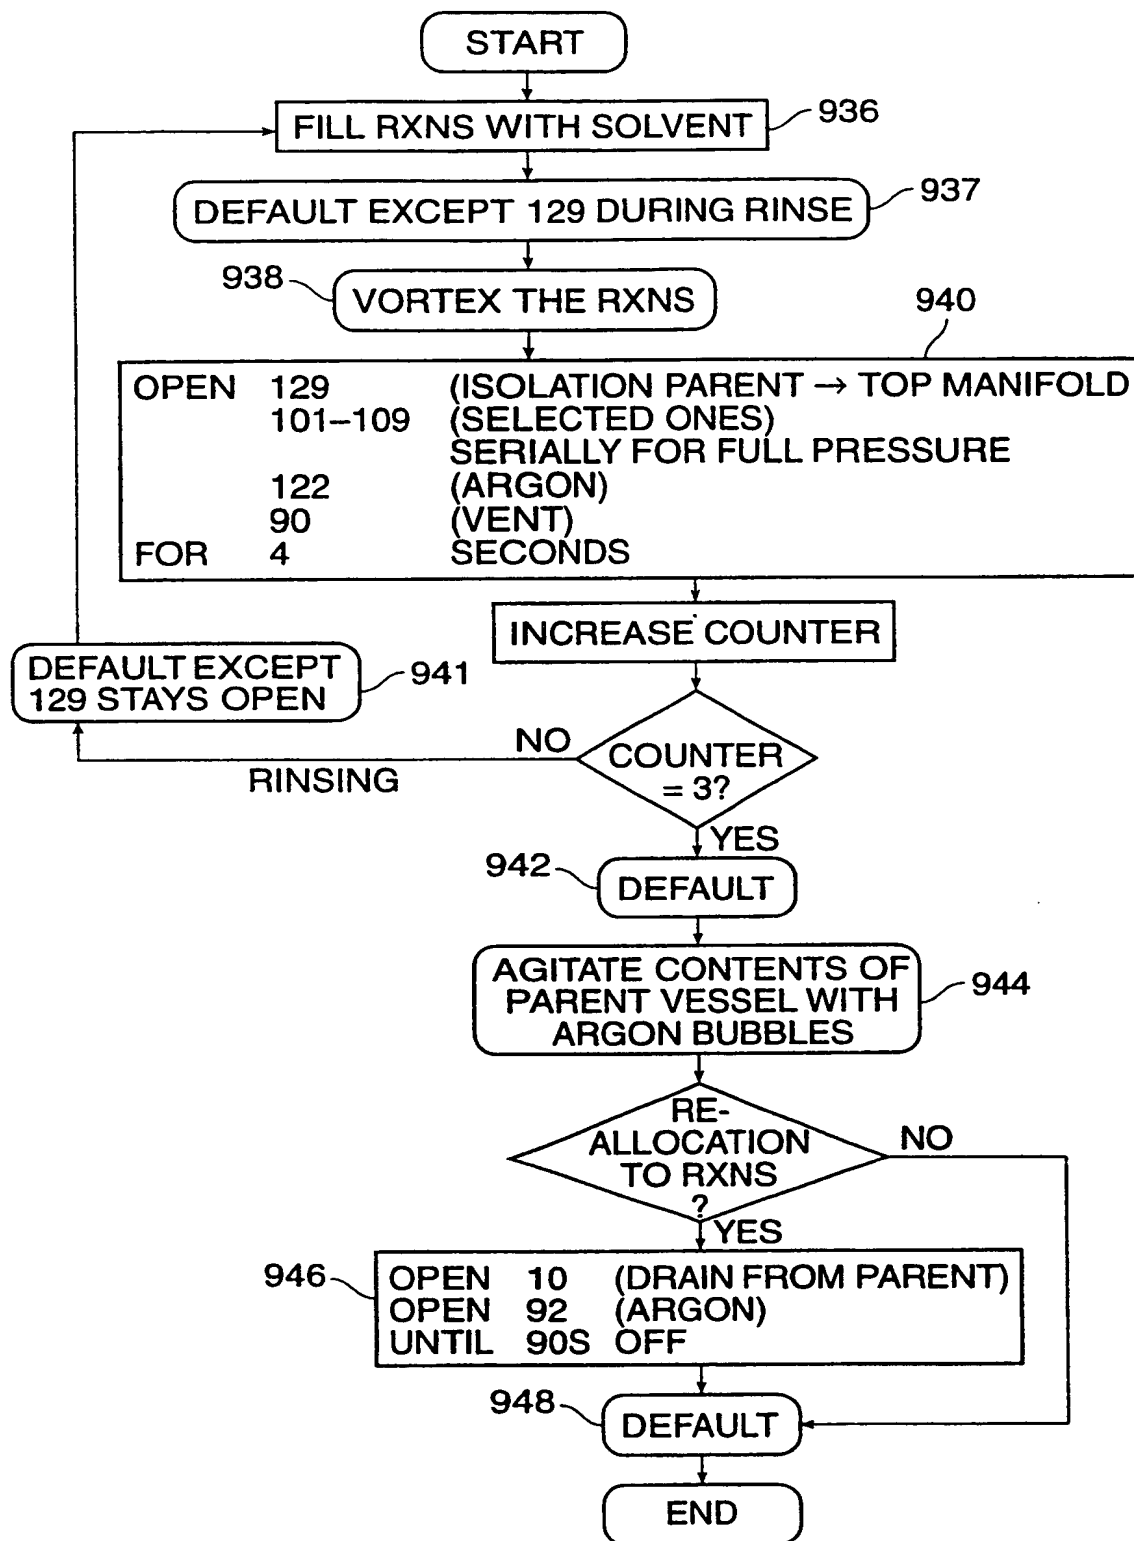 START
FILL RXNS WITH SOLVENT
936
DEFAULT EXCEPT 129 DURING RINSE
937
938
VORTEX THE RXNS
940
OPEN 129 (ISOLATION PARENT → TOP MANIFOLD
101–109 (SELECTED ONES)
SERIALLY FOR FULL PRESSURE
122 (ARGON)
90 (VENT)
FOR 4 SECONDS
INCREASE COUNTER
DEFAULT EXCEPT
129 STAYS OPEN
941
NO
RINSING
COUNTER
= 3?
YES
942
DEFAULT
AGITATE CONTENTS OF
PARENT VESSEL WITH
ARGON BUBBLES
944
RE-
ALLOCATION
TO RXNS
?
NO
YES
946
OPEN 10 (DRAIN FROM PARENT)
OPEN 92 (ARGON)
UNTIL 90S OFF
948
DEFAULT
END